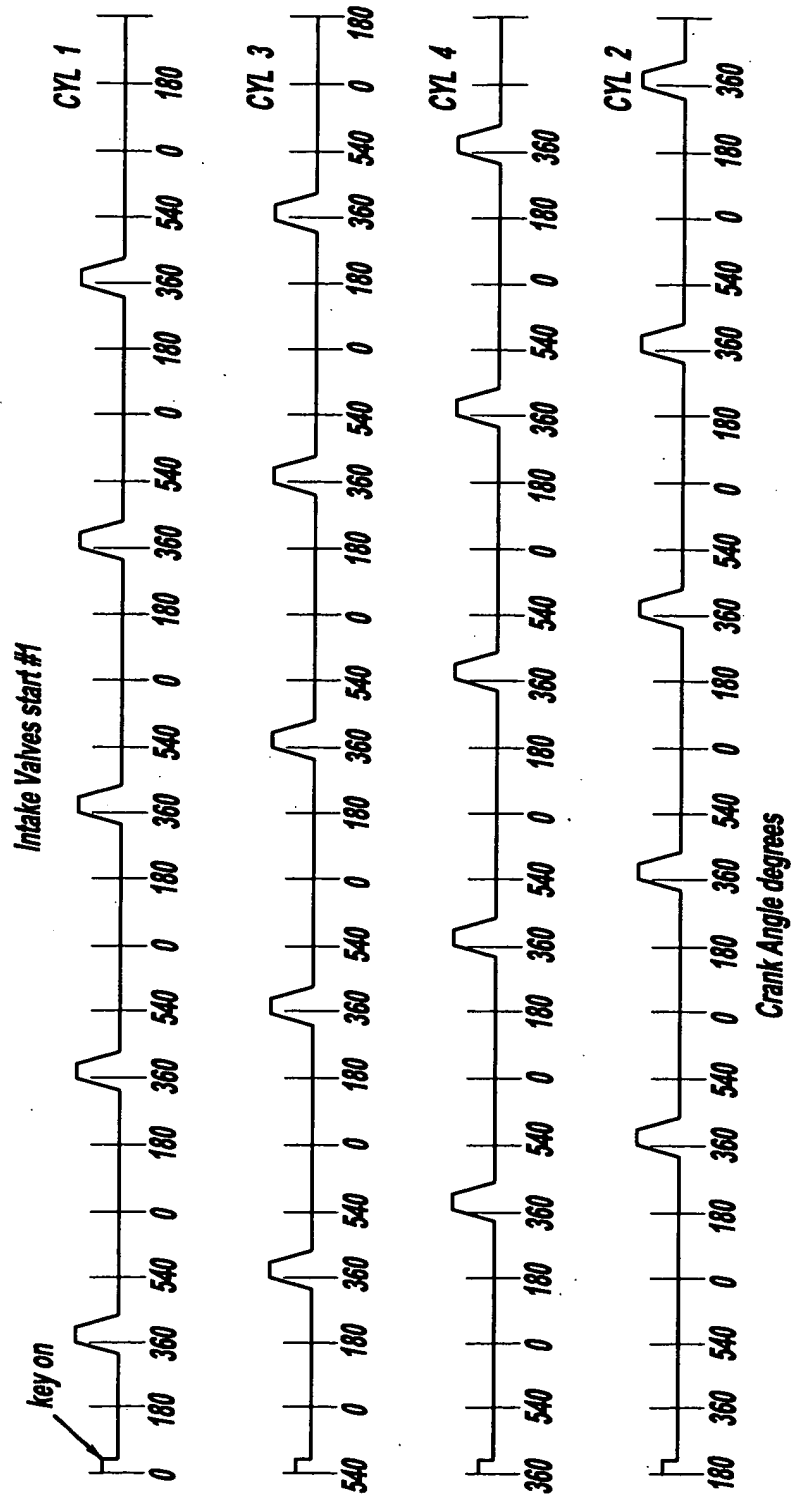 Intake Valves start #1
key on
CYL 1
0 180 360 540 0 180 360 540 0 180 360 540 0 180 360 540 0 180 360 540 0 180
CYL 3
540 0 180 360 540 0 180 360 540 0 180 360 540 0 180 360 540 0 180 360 540 0 180
CYL 4
360 540 0 180 360 540 0 180 360 540 0 180 360 540 0 180 360 540 0 180 360
CYL 2
180 360 540 0 180 360 540 0 180 360 540 0 180 360 540 0 180 360 540 0 180 360
Crank Angle degrees